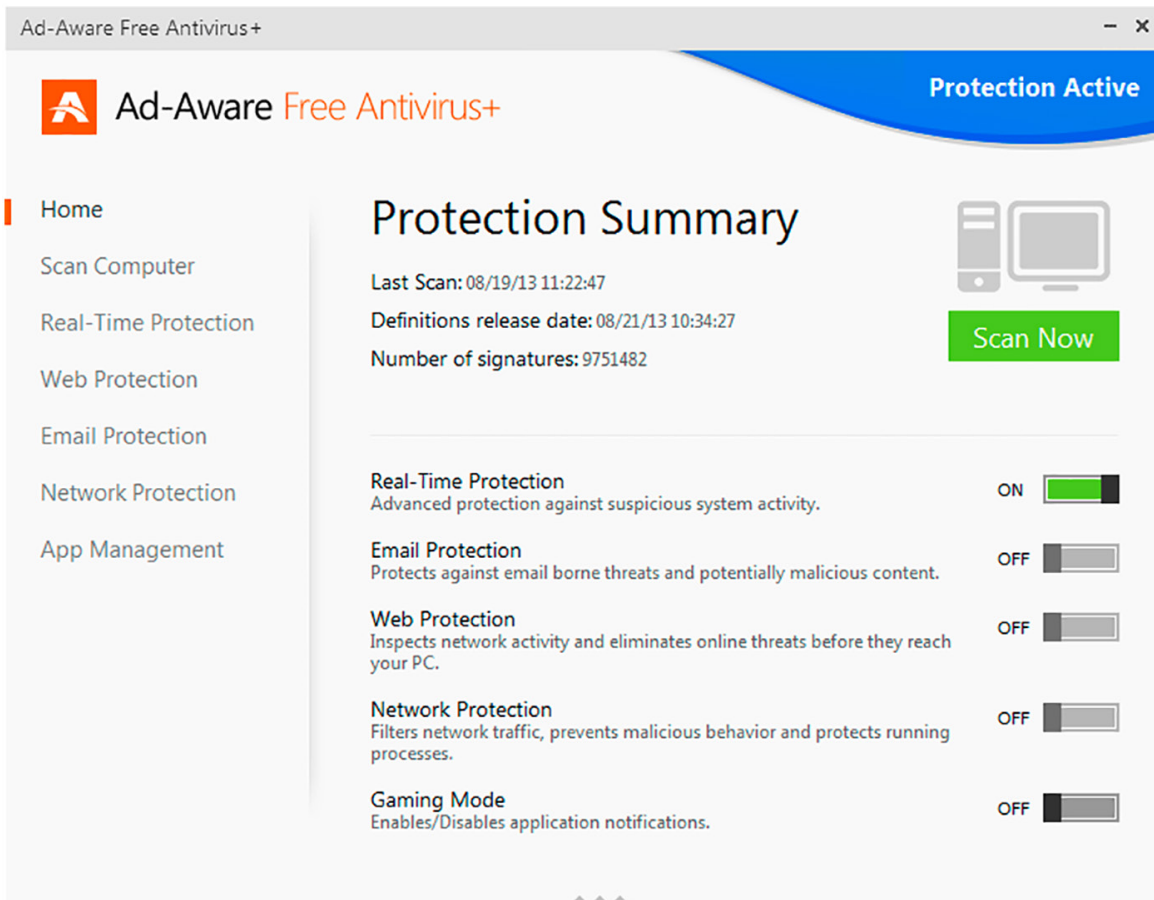 Ad-Aware Free Antivirus+
Protection Active
Ad-Aware Free Antivirus+
Home
Scan Computer
Real-Time Protection
Web Protection
Email Protection
Network Protection
App Management
Protection Summary
Last Scan: 08/19/13 11:22:47
Definitions release date: 08/21/13 10:34:27
Number of signatures: 9751482
Scan Now
Real-Time Protection
Advanced protection against suspicious system activity.
ON
Email Protection
Protects against email borne threats and potentially malicious content.
OFF
Web Protection
Inspects network activity and eliminates online threats before they reach
your PC.
OFF
Network Protection
Filters network traffic, prevents malicious behavior and protects running
processes.
OFF
Gaming Mode
Enables/Disables application notifications.
OFF